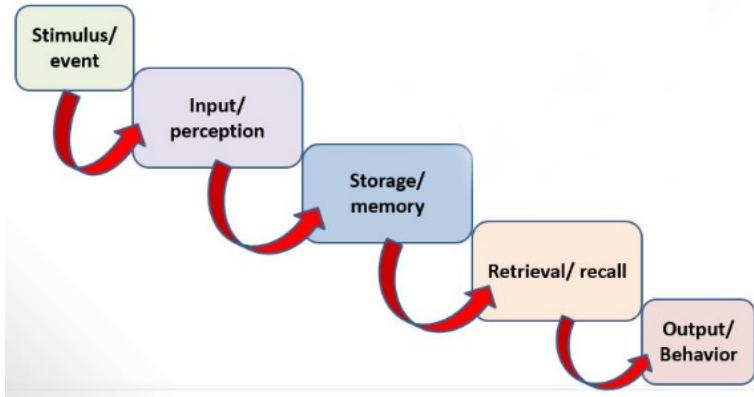 Stimulus/
event
Input/
perception
Storage/
memory
Retrieval/ recall
Output/
Behavior